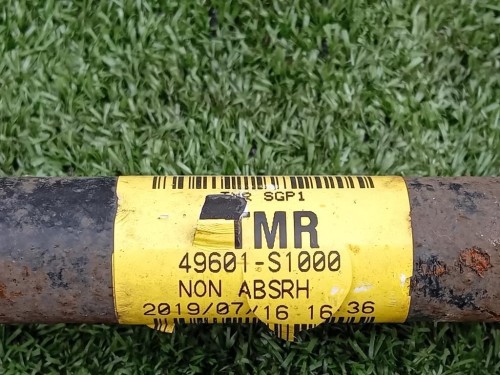 TMR SGP1
TMR
49601-S1000
NON ABSRH
2019/07/16 16:36